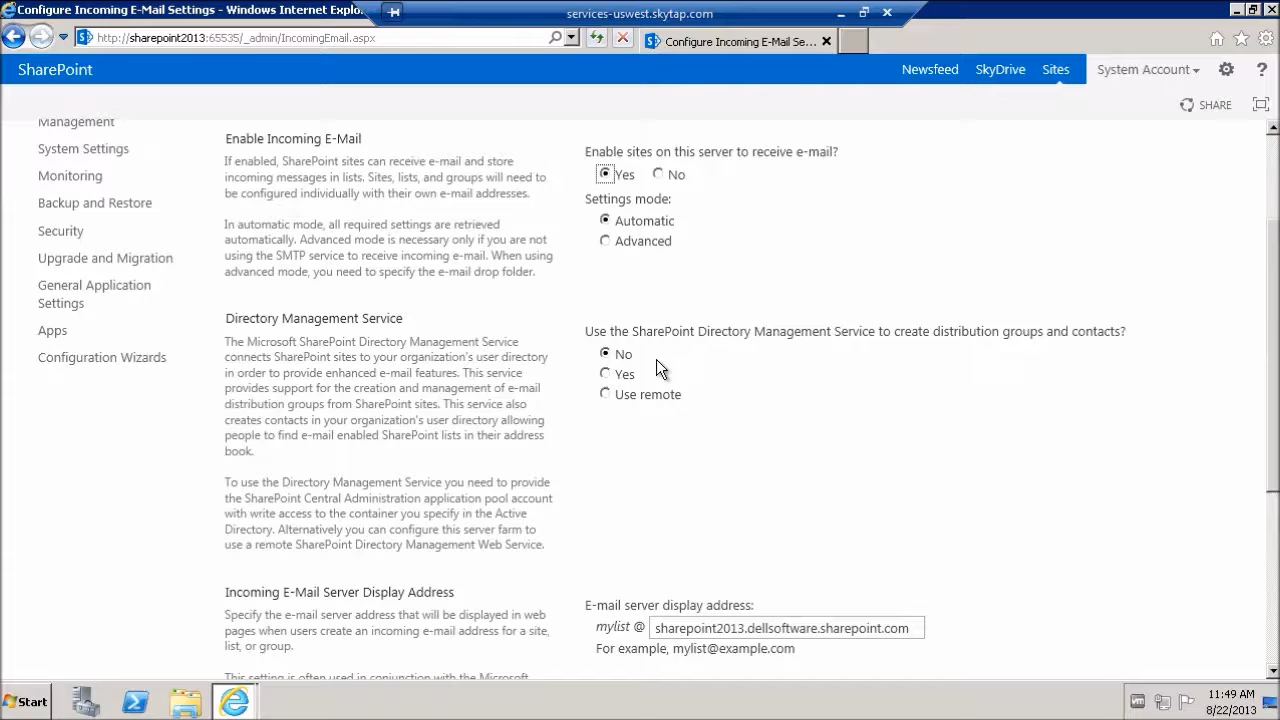 Configure Incoming E-Mail Settings - Windows Internet Explo
services-uswest.skytap.com
http://sharepoint2013:65535/_admin/IncomingEmail.aspx
Configure Incoming E-Mail Se...
SharePoint
Newsfeed SkyDrive Sites System Account ?
SHARE
Management
System Settings
Monitoring
Backup and Restore
Security
Upgrade and Migration
General Application
Settings
Apps
Configuration Wizards
Enable Incoming E-Mail
If enabled, SharePoint sites can receive e-mail and store
incoming messages in lists. Sites, lists, and groups will need to
be configured individually with their own e-mail addresses.
In automatic mode, all required settings are retrieved
automatically. Advanced mode is necessary only if you are not
using the SMTP service to receive incoming e-mail. When using
advanced mode, you need to specify the e-mail drop folder.
Enable sites on this server to receive e-mail?
Yes No
Settings mode:
Automatic
Advanced
Directory Management Service
The Microsoft SharePoint Directory Management Service
connects SharePoint sites to your organization's user directory
in order to provide enhanced e-mail features. This service
provides support for the creation and management of e-mail
distribution groups from SharePoint sites. This service also
creates contacts in your organization's user directory allowing
people to find e-mail enabled SharePoint lists in their address
book.
To use the Directory Management Service you need to provide
the SharePoint Central Administration application pool account
with write access to the container you specify in the Active
Directory. Alternatively you can configure this server farm to
use a remote SharePoint Directory Management Web Service.
Use the SharePoint Directory Management Service to create distribution groups and contacts?
No
Yes
Use remote
Incoming E-Mail Server Display Address
Specify the e-mail server address that will be displayed in web
pages when users create an incoming e-mail address for a site,
list, or group.
This setting is often used in conjunction with the Microsoft
E-mail server display address:
mylist @ sharepoint2013.dellsoftware.sharepoint.com
For example, mylist@example.com
Start
11:49 AM
8/22/2013